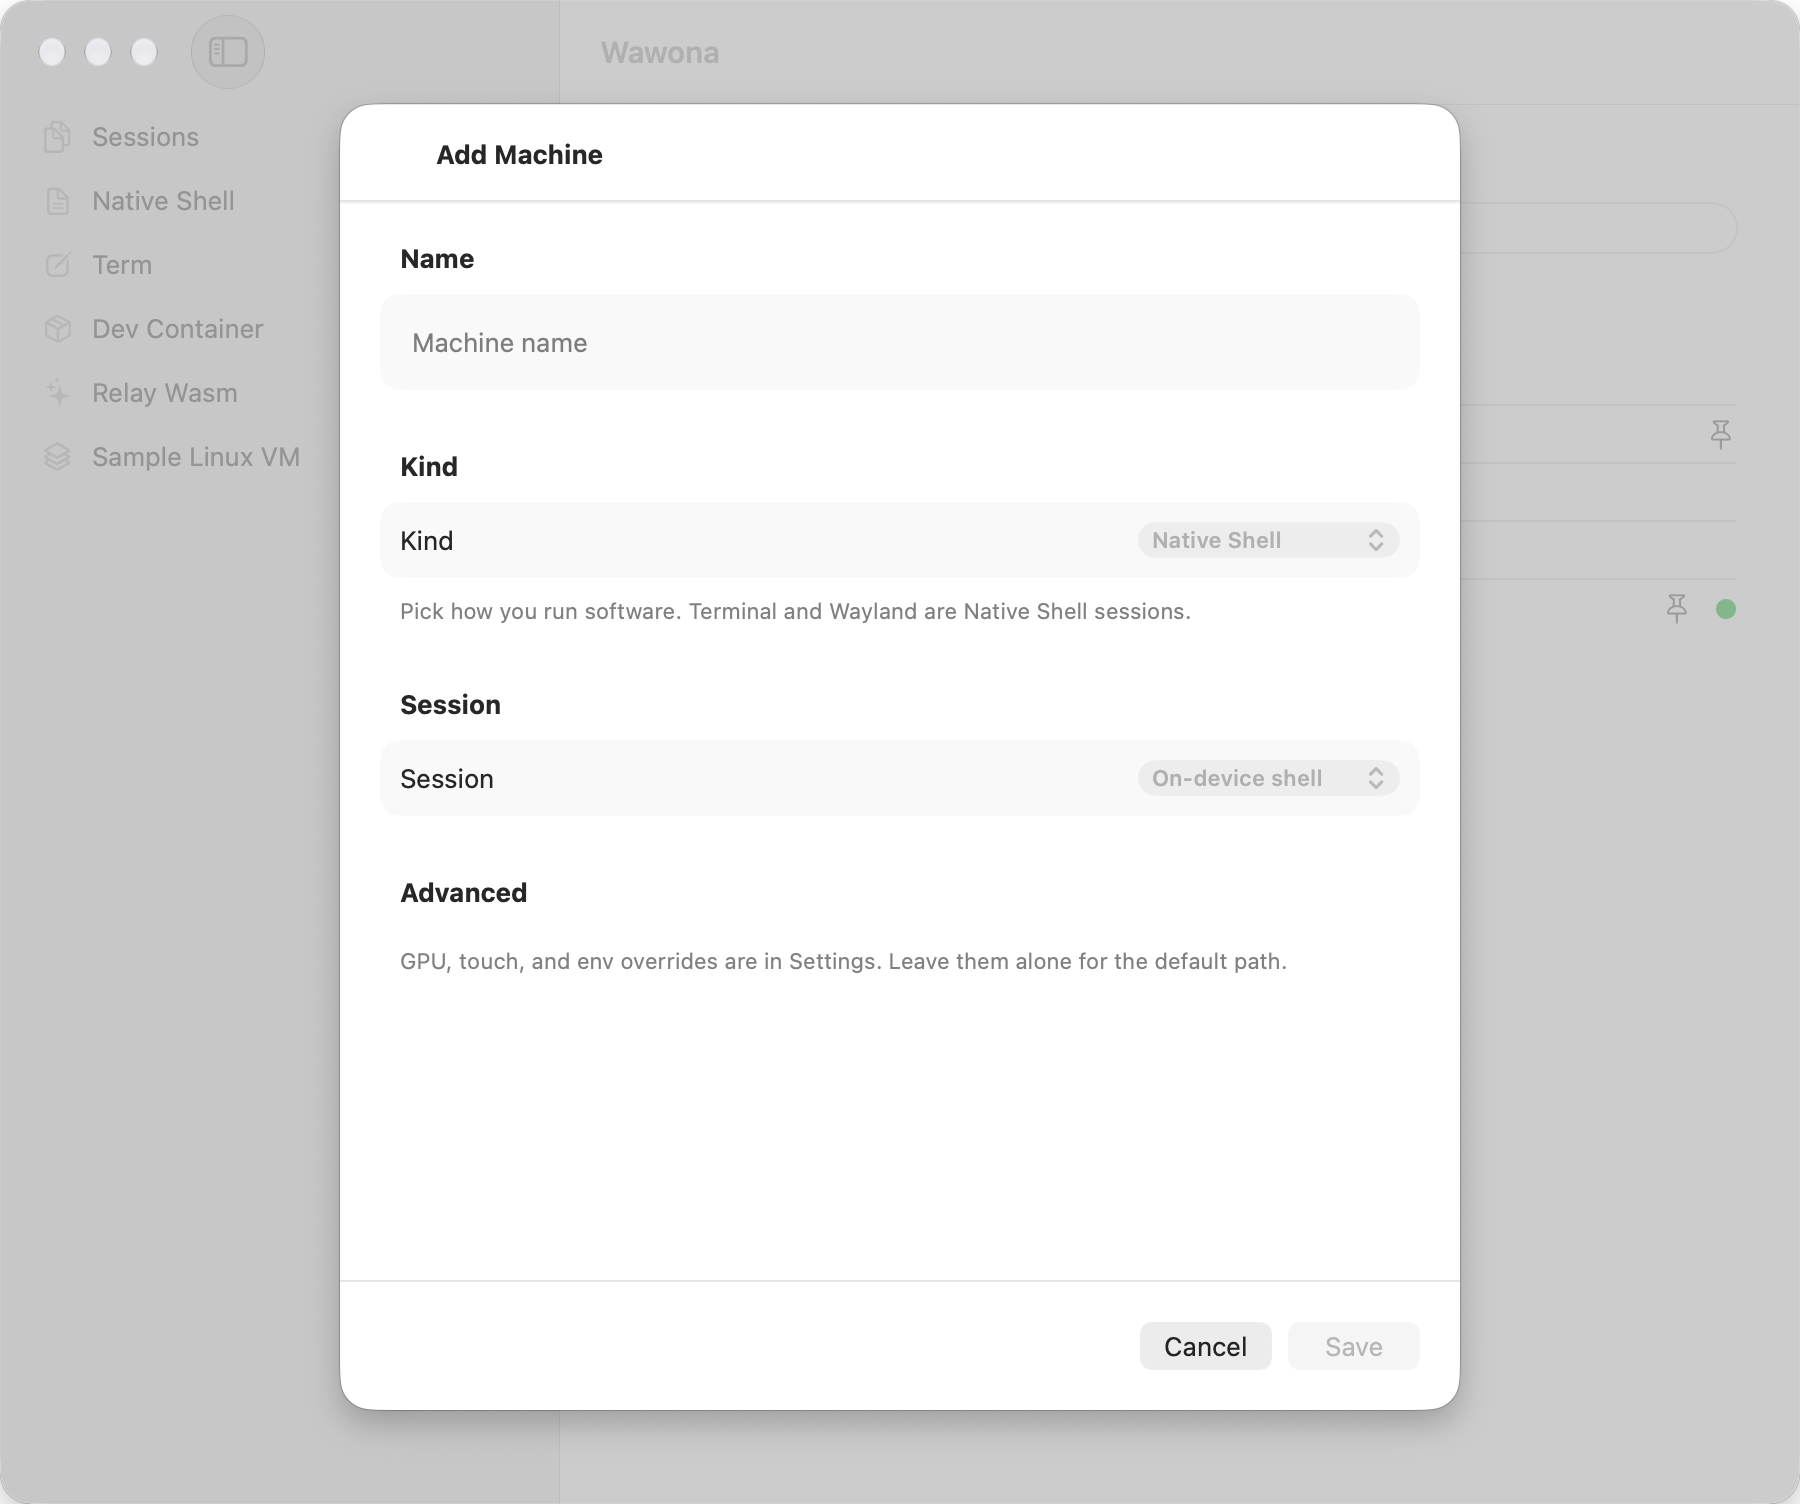 Wawona
Sessions
Native Shell
Term
Dev Container
Relay Wasm
Sample Linux VM
Add Machine
Name
Machine name
Kind
Kind
Native Shell
Pick how you run software. Terminal and Wayland are Native Shell sessions.
Session
Session
On-device shell
Advanced
GPU, touch, and env overrides are in Settings. Leave them alone for the default path.
Cancel
Save